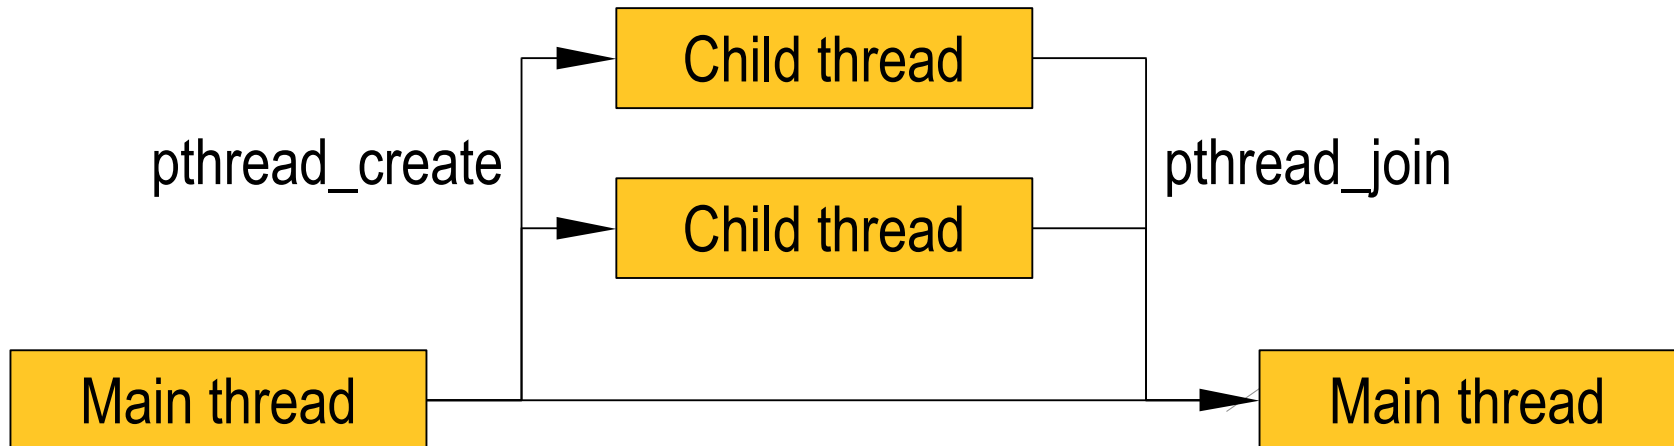 Child thread
pthread_create
pthread_join
Child thread
Main thread
Main thread